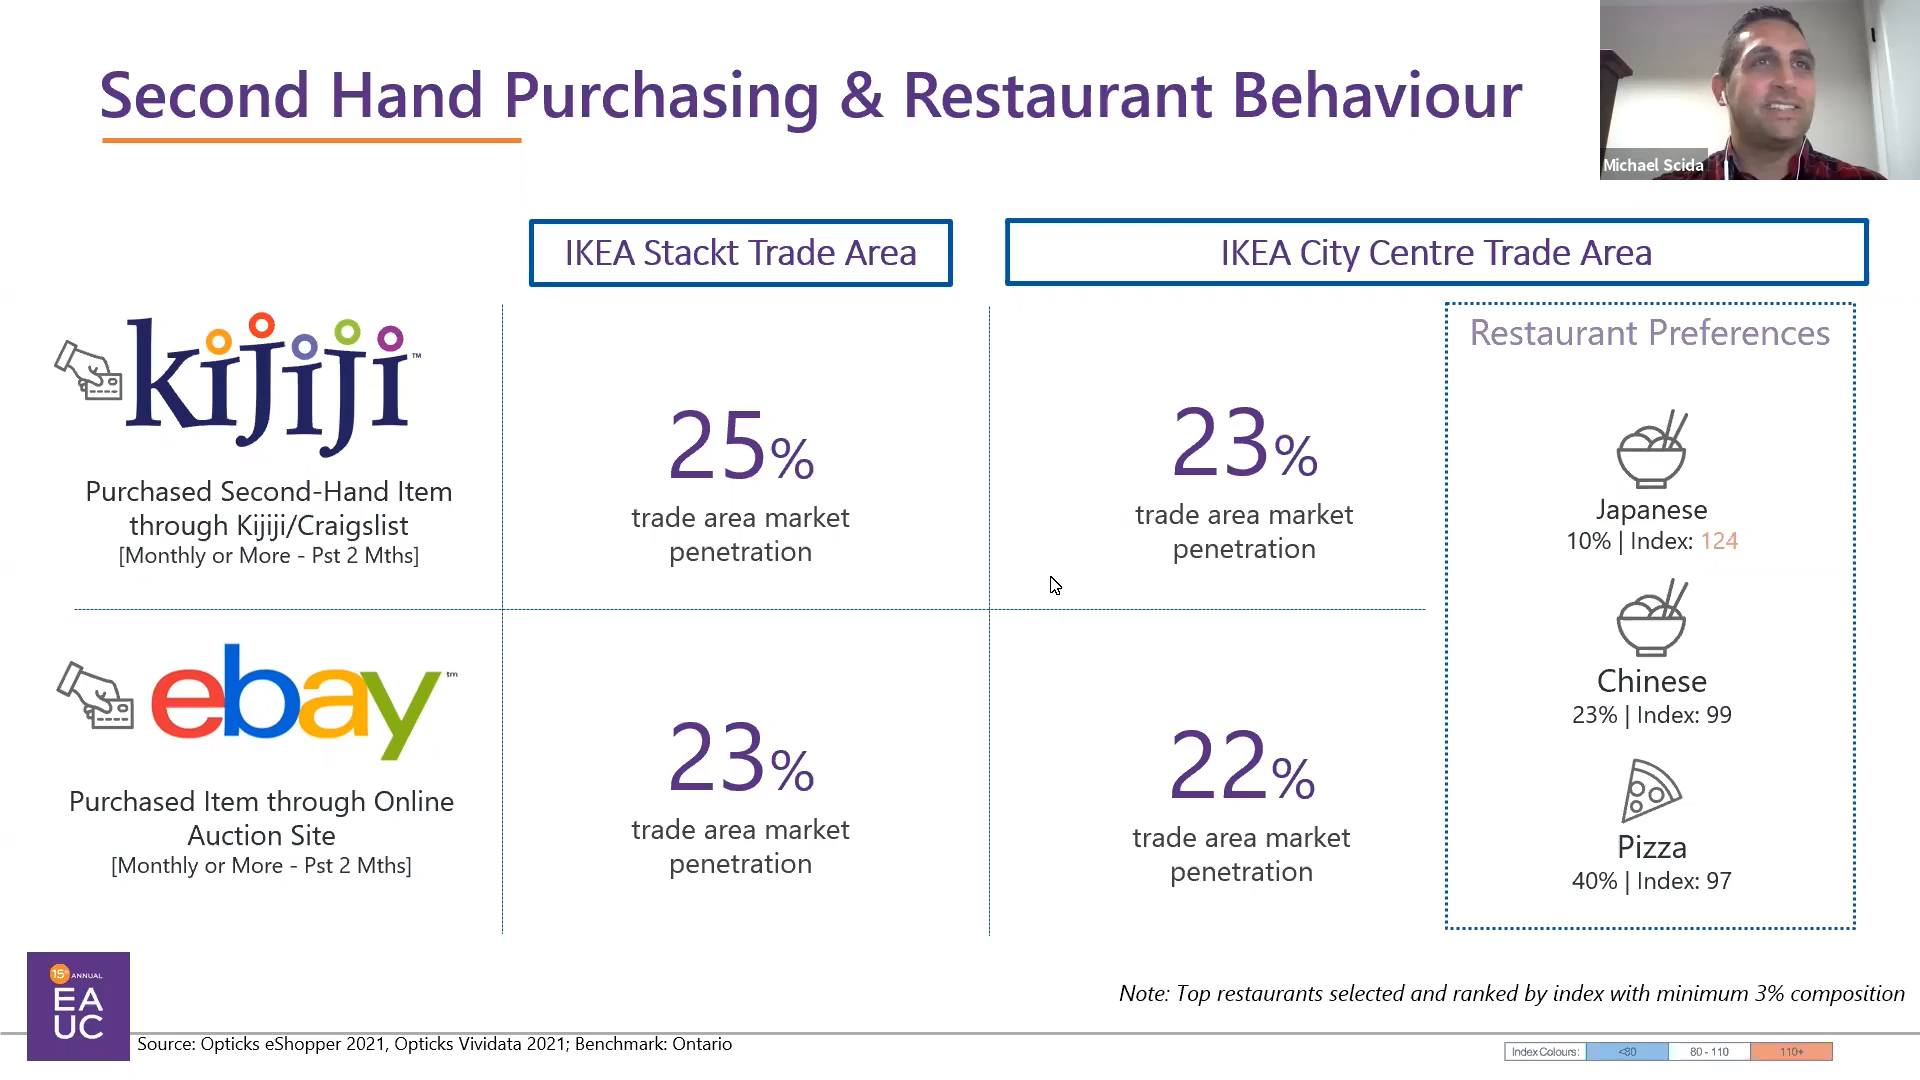 Second Hand Purchasing & Restaurant Behaviour
Michael Scida
IKEA Stackt Trade Area
IKEA City Centre Trade Area
kijiji™
Purchased Second-Hand Item
through Kijiji/Craigslist
[Monthly or More - Pst 2 Mths]
25%
trade area market
penetration
23%
trade area market
penetration
Restaurant Preferences
Japanese
10% | Index: 124
Chinese
23% | Index: 99
Pizza
40% | Index: 97
ebay™
Purchased Item through Online
Auction Site
[Monthly or More - Pst 2 Mths]
23%
trade area market
penetration
22%
trade area market
penetration
15th ANNUAL
EA
UC
Note: Top restaurants selected and ranked by index with minimum 3% composition
Source: Opticks eShopper 2021, Opticks Vividata 2021; Benchmark: Ontario
Index Colours: <80 80 - 110 110+